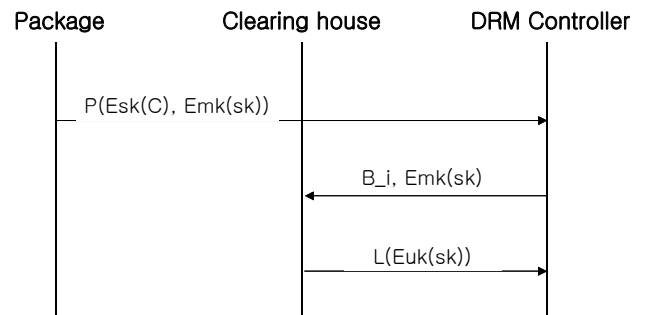 Package Clearing house DRM Controller
P(Esk(C), Emk(sk))
B_i, Emk(sk)
L(Euk(sk))